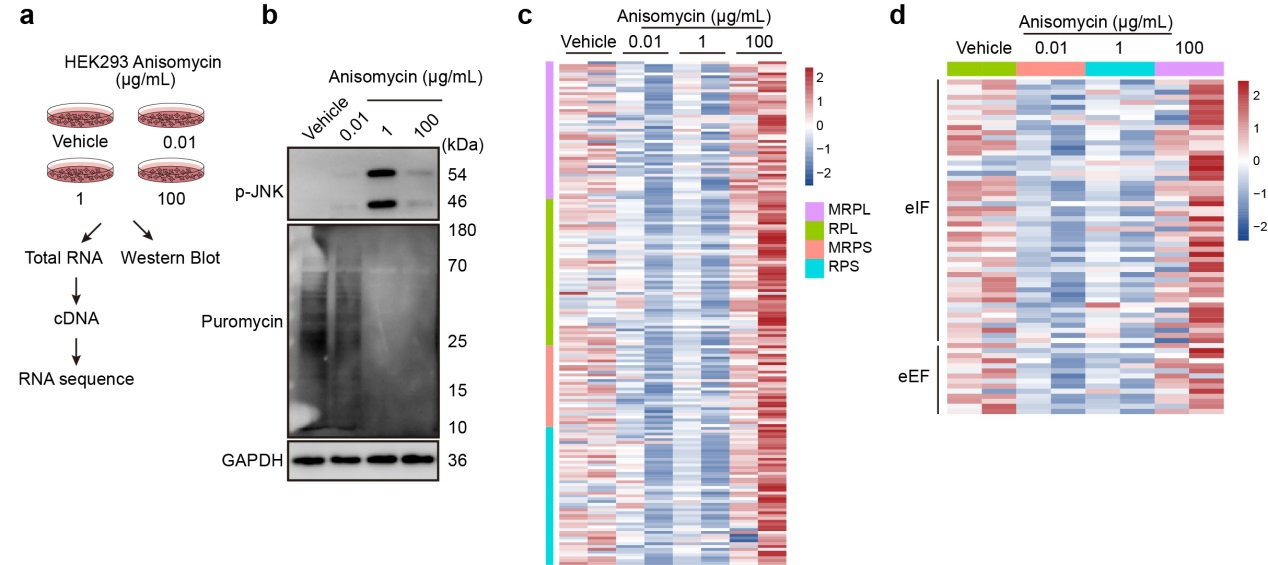 a
HEK293 Anisomycin
(μg/mL)
Vehicle
0.01
1
100
Total RNA
Western Blot
cDNA
RNA sequence
b
Anisomycin (μg/mL)
Vehicle
0.01
1
100
(kDa)
p-JNK
54
46
180
70
Puromycin
25
15
10
GAPDH
36
c
Anisomycin (μg/mL)
Vehicle
0.01
1
100
2
1
0
−1
−2
MRPL
RPL
MRPS
RPS
d
Anisomycin (μg/mL)
Vehicle
0.01
1
100
eIF
eEF
2
1
0
−1
−2